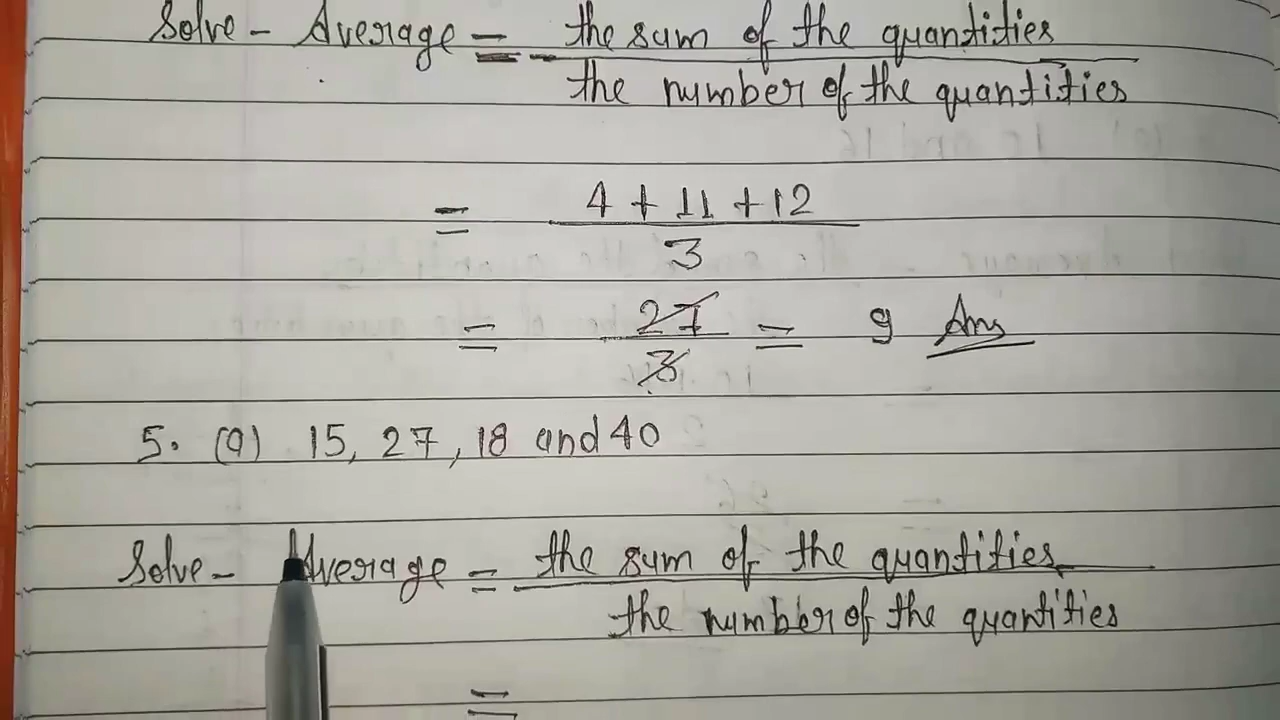 Solve - Average = the sum of the quantities
the number of the quantities
= 4 + 11 + 12
3
= 27 = 9 Ans
3
5. (a) 15, 27, 18 and 40
Solve - Average = the sum of the quantities
the number of the quantities
=